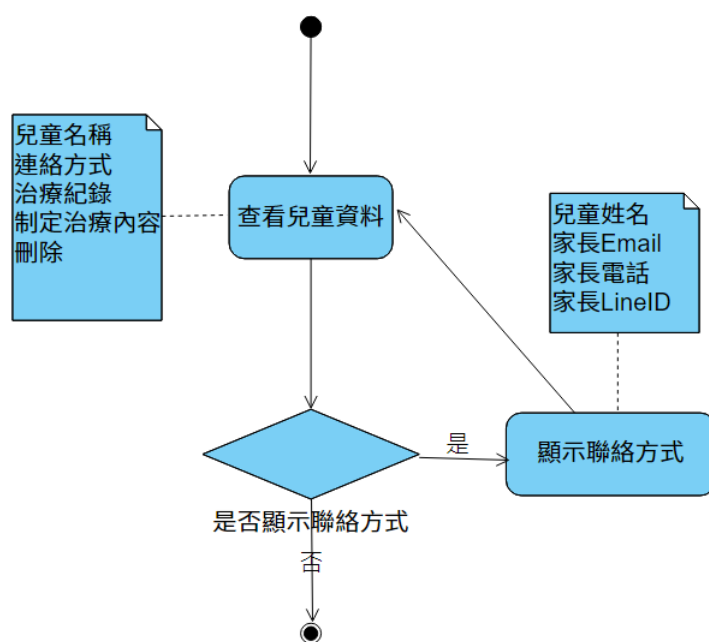 兒童名稱
連絡方式
治療紀錄
制定治療內容
刪除
查看兒童資料
兒童姓名
家長Email
家長電話
家長LineID
是
顯示聯絡方式
是否顯示聯絡方式
否